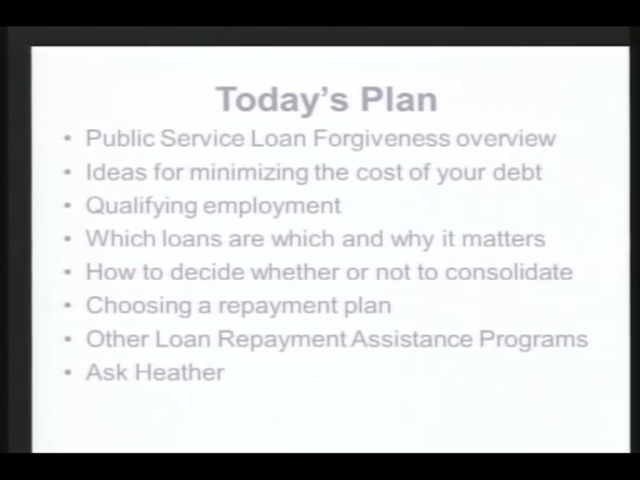 Today's Plan
• Public Service Loan Forgiveness overview
• Ideas for minimizing the cost of your debt
• Qualifying employment
• Which loans are which and why it matters
• How to decide whether or not to consolidate
• Choosing a repayment plan
• Other Loan Repayment Assistance Programs
• Ask Heather